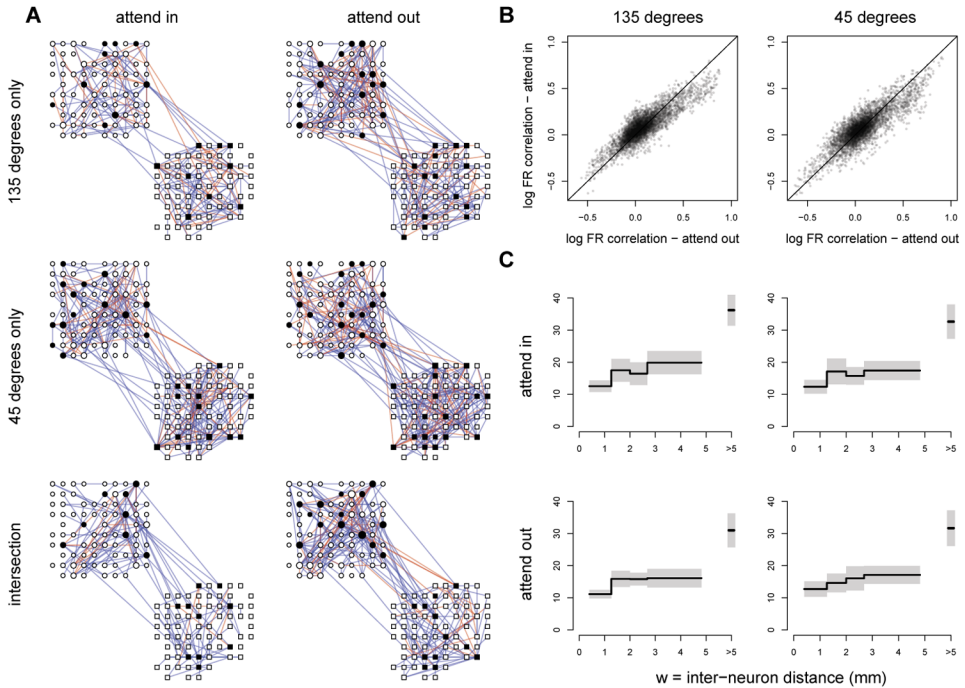 A
attend in
attend out
135 degrees only
45 degrees only
intersection
B
135 degrees
45 degrees
log FR correlation − attend in
1.0
0.5
0.0
−0.5
−0.5
0.0
0.5
1.0
log FR correlation − attend out
1.0
0.5
0.0
−0.5
−0.5
0.0
0.5
1.0
log FR correlation − attend out
C
attend in
40
30
20
10
0
0 1 2 3 4 5 >5
40
30
20
10
0
0 1 2 3 4 5 >5
attend out
40
30
20
10
0
0 1 2 3 4 5 >5
40
30
20
10
0
0 1 2 3 4 5 >5
w = inter−neuron distance (mm)